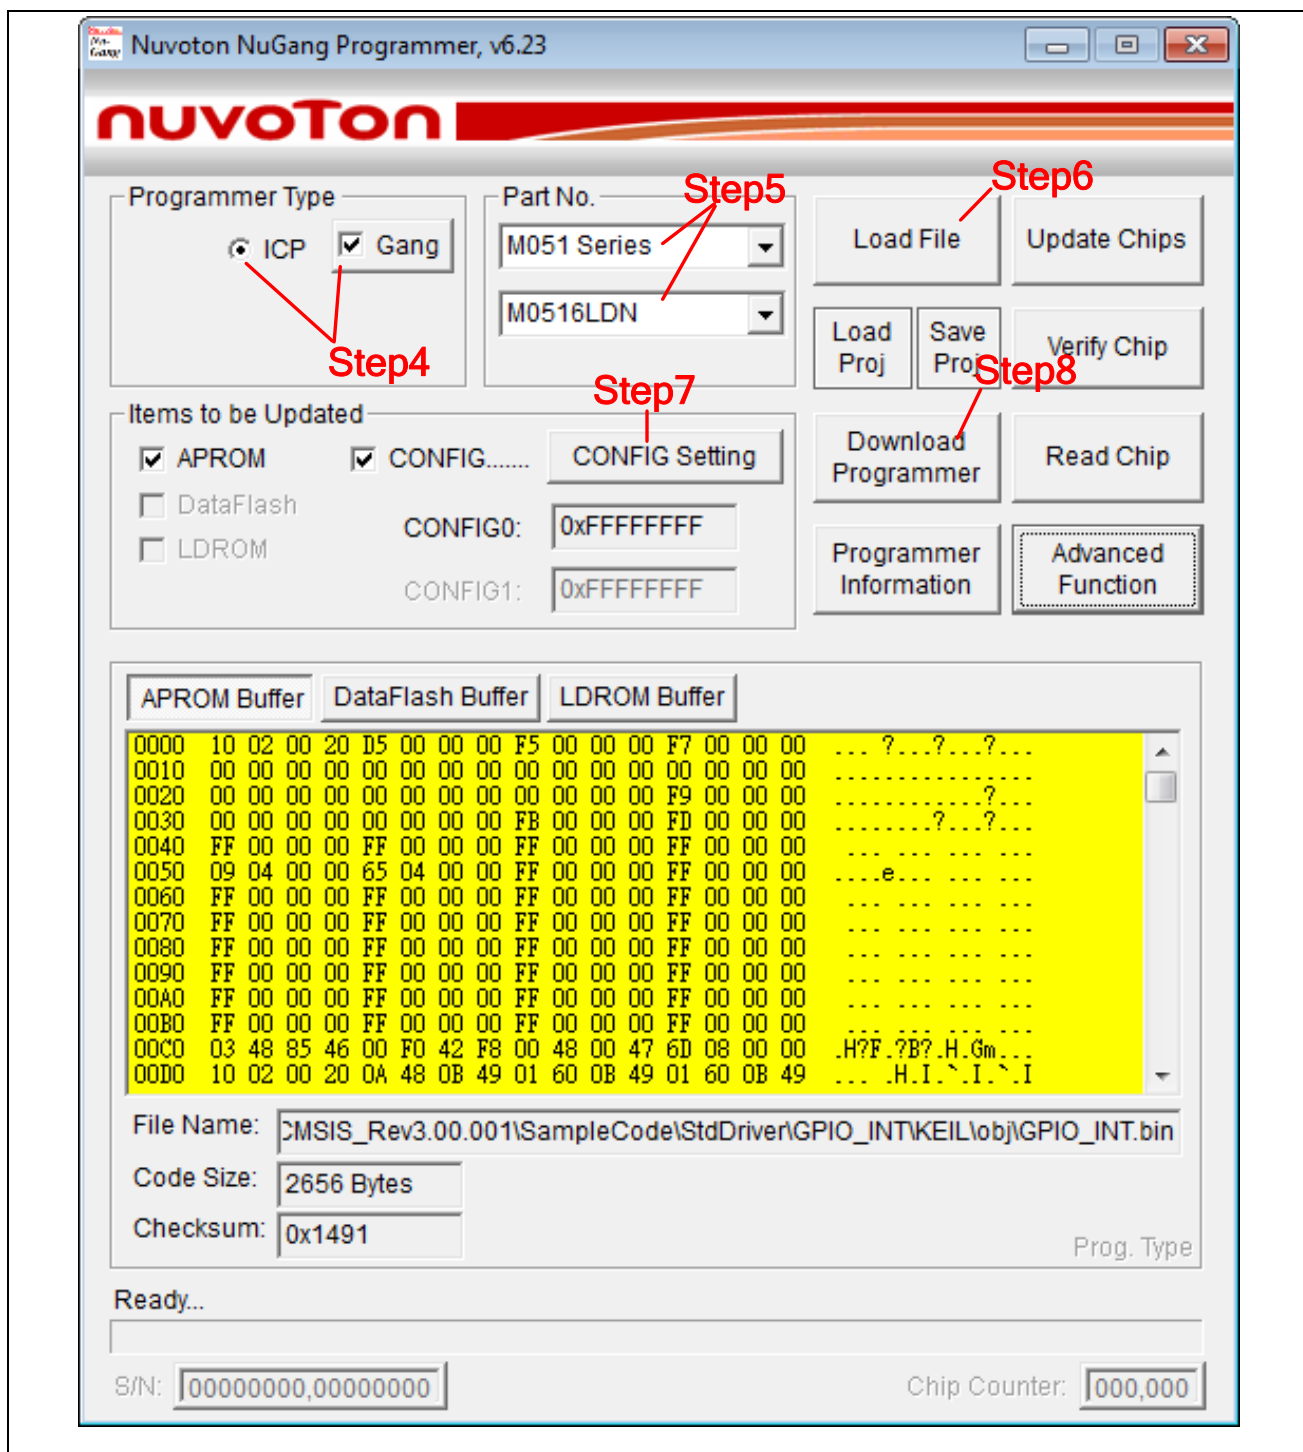 Nuvoton NuGang Programmer, v6.23
nuvoTon
Programmer Type
ICP
Gang
Step4
Part No.
Step5
M051 Series
M0516LDN
Step6
Load File
Update Chips
Load Proj
Save Proj
Verify Chip
Step8
Items to be Updated
Step7
APROM
CONFIG.......
CONFIG Setting
DataFlash
LDROM
CONFIG0: 0xFFFFFFFF
CONFIG1: 0xFFFFFFFF
Download
Programmer
Read Chip
Programmer
Information
Advanced
Function
APROM Buffer DataFlash Buffer LDROM Buffer
0000 10 02 00 20 D5 00 00 00 F5 00 00 00 F7 00 00 00 ... ?...?...?...
0010 00 00 00 00 00 00 00 00 00 00 00 00 00 00 00 00 ................
0020 00 00 00 00 00 00 00 00 00 00 00 00 F9 00 00 00 ............?...
0030 00 00 00 00 00 00 00 00 FB 00 00 00 FD 00 00 00 ........?...?...
0040 FF 00 00 00 FF 00 00 00 FF 00 00 00 FF 00 00 00 ... ... ... ...
0050 09 04 00 00 65 04 00 00 FF 00 00 00 FF 00 00 00 ....e... ... ...
0060 FF 00 00 00 FF 00 00 00 FF 00 00 00 FF 00 00 00 ... ... ... ...
0070 FF 00 00 00 FF 00 00 00 FF 00 00 00 FF 00 00 00 ... ... ... ...
0080 FF 00 00 00 FF 00 00 00 FF 00 00 00 FF 00 00 00 ... ... ... ...
0090 FF 00 00 00 FF 00 00 00 FF 00 00 00 FF 00 00 00 ... ... ... ...
00A0 FF 00 00 00 FF 00 00 00 FF 00 00 00 FF 00 00 00 ... ... ... ...
00B0 FF 00 00 00 FF 00 00 00 FF 00 00 00 FF 00 00 00 ... ... ... ...
00C0 03 48 85 46 00 F0 42 F8 00 48 00 47 6D 08 00 00 .H?F.?B?.H.Gm...
00D0 10 02 00 20 0A 48 0B 49 01 60 0B 49 01 60 0B 49 ... .H.I.`.I.`.I
File Name: CMSIS_Rev3.00.001\SampleCode\StdDriver\GPIO_INT\KEIL\obj\GPIO_INT.bin
Code Size: 2656 Bytes
Checksum: 0x1491
Prog. Type
Ready...
S/N: 00000000,00000000
Chip Counter: 000,000